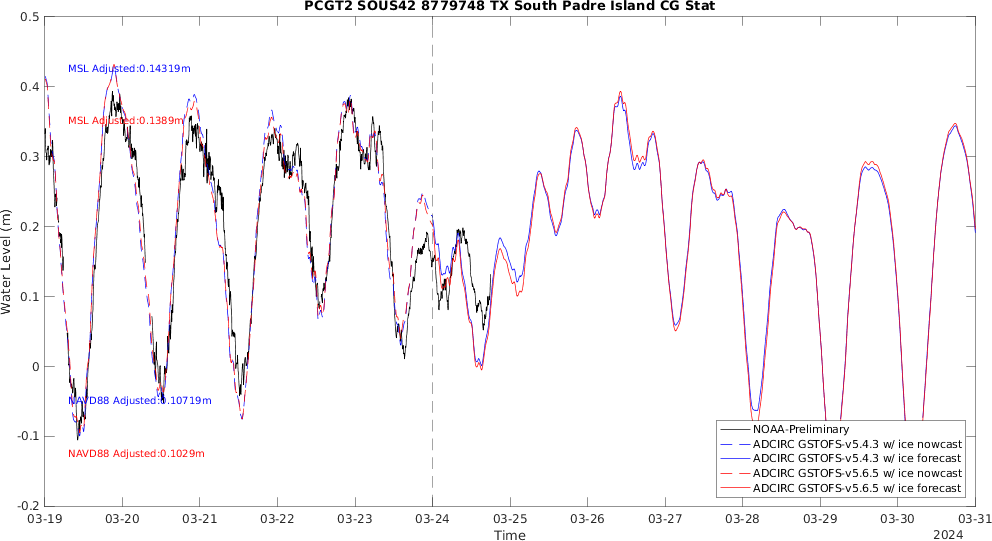 PCGT2 SOUS42 8779748 TX South Padre Island CG Stat
0.5
0.4
0.3
0.2
0.1
0
-0.1
-0.2
Water Level (m)
MSL Adjusted:0.14319m
MSL Adjusted:0.1389m
NAVD88 Adjusted:0.10719m
NAVD88 Adjusted:0.1029m
NOAA-Preliminary
ADCIRC GSTOFS-v5.4.3 w/ ice nowcast
ADCIRC GSTOFS-v5.4.3 w/ ice forecast
ADCIRC GSTOFS-v5.6.5 w/ ice nowcast
ADCIRC GSTOFS-v5.6.5 w/ ice forecast
03-19 03-20 03-21 03-22 03-23 03-24 03-25 03-26 03-27 03-28 03-29 03-30 03-31
Time
2024